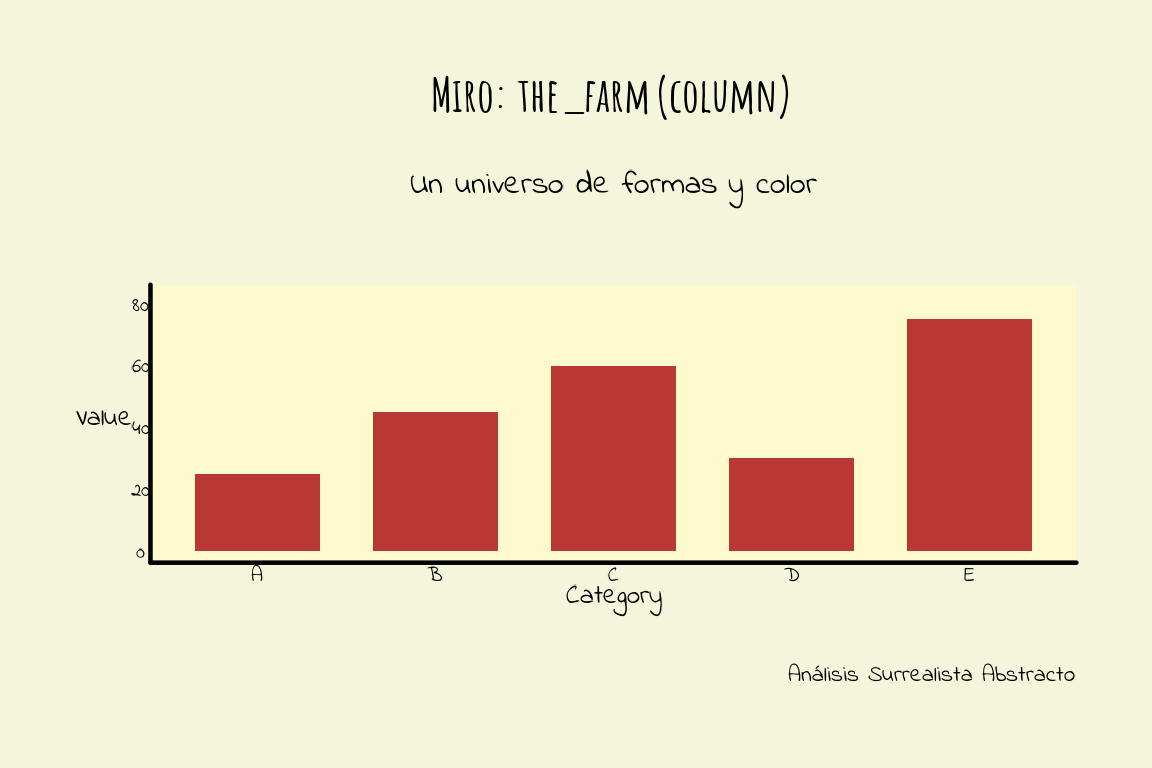 Miro: the_farm (column)
Un universo de formas y color
80
60
Value
40
20
0
A B C D E
Category
Análisis Surrealista Abstracto